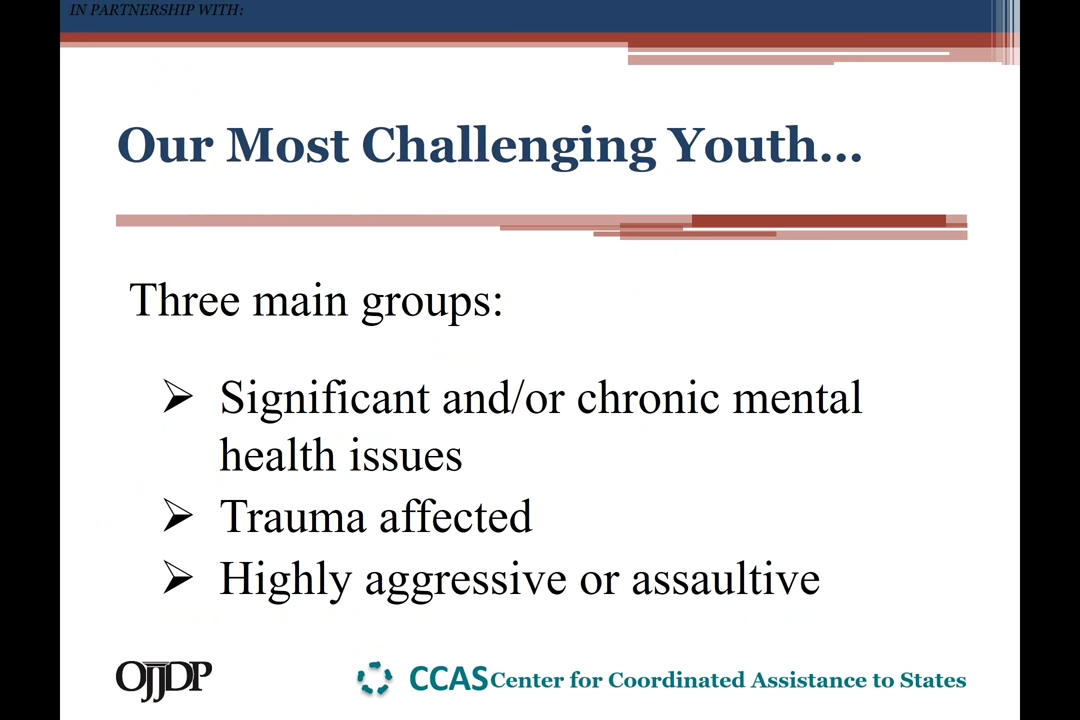 IN PARTNERSHIP WITH:
Our Most Challenging Youth...
Three main groups:
➢ Significant and/or chronic mental
health issues
➢ Trauma affected
➢ Highly aggressive or assaultive
OJJDP
CCAS Center for Coordinated Assistance to States